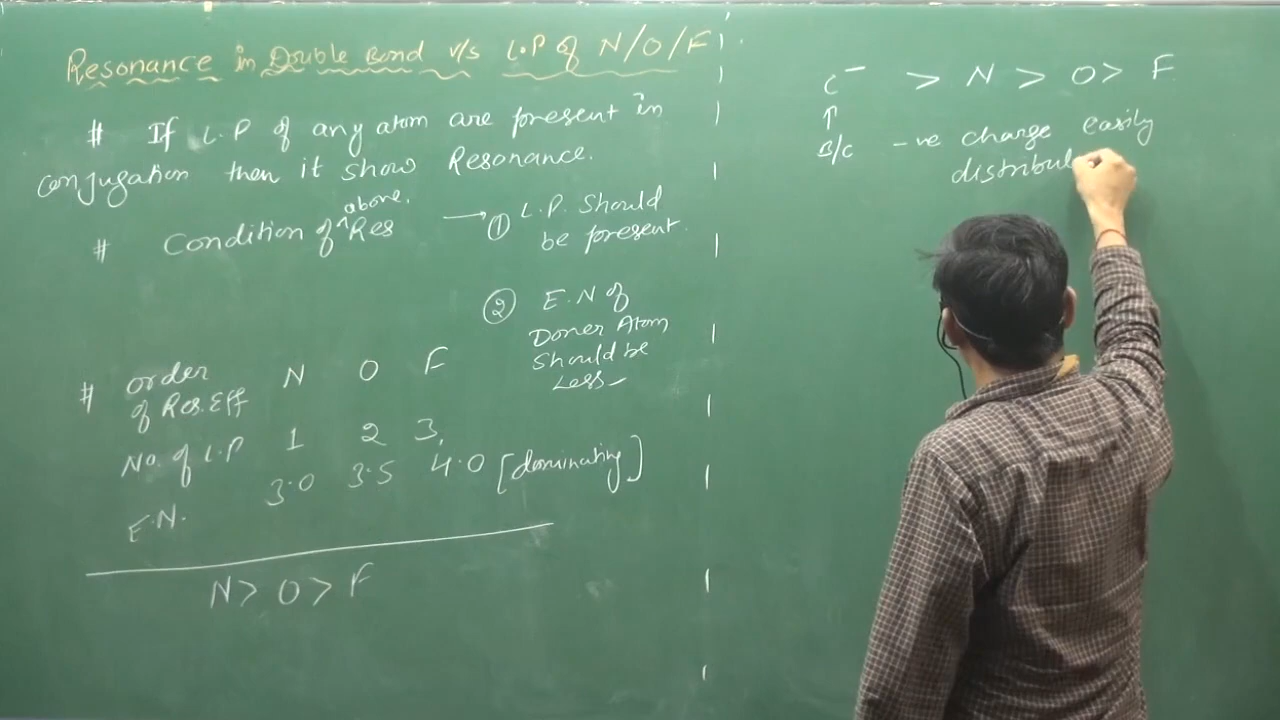 Resonance in Double Bond v/s L.P of N/O/F
# If L.P of any atom are present in
conjugation then it show Resonance.
above.
# Condition of ^Res → ① L.P. Should
be present.
② E.N of
Doner Atom
Should be
Less
# order of Res. Eff N O F
No. of L.P 1 2 3,
E.N. 3.0 3.5 4.0 [dominating]
N > O > F
C⁻ > N > O > F
↑
B/C -ve charge easily
distribu